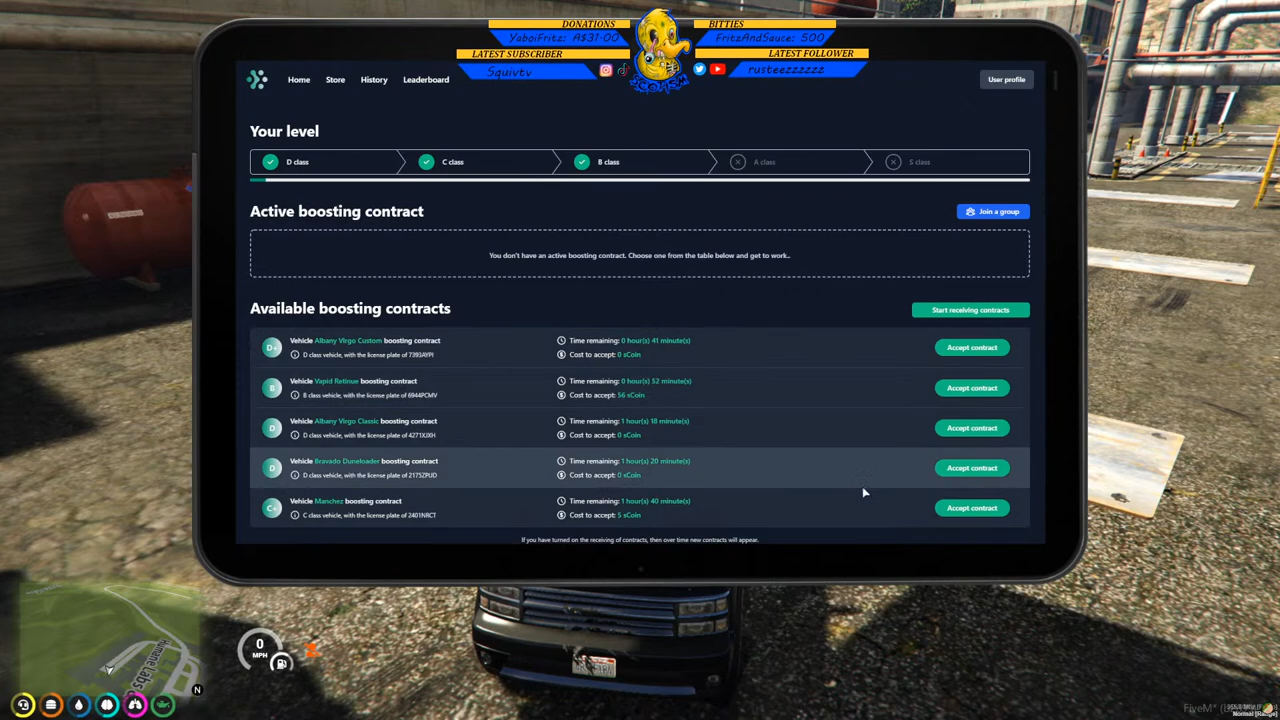 DONATIONS
YaboiFritz: A$31.00
BITTIES
FritzAndSauce: 500
LATEST SUBSCRIBER
Squivtv
LATEST FOLLOWER
rusteezzzzzz
Home
Store
History
Leaderboard
User profile
Your level
D class
C class
B class
A class
S class
Active boosting contract
Join a group
You don't have an active boosting contract. Choose one from the table below and get to work..
Available boosting contracts
Start receiving contracts
D+
Vehicle Albany Virgo Custom boosting contract
D class vehicle, with the license plate of 7393AYPI
Time remaining: 0 hour(s) 41 minute(s)
Cost to accept: 0 sCoin
Accept contract
B
Vehicle Vapid Retinue boosting contract
B class vehicle, with the license plate of 6944PCMV
Time remaining: 0 hour(s) 52 minute(s)
Cost to accept: 56 sCoin
Accept contract
D
Vehicle Albany Virgo Classic boosting contract
D class vehicle, with the license plate of 4271XJXH
Time remaining: 1 hour(s) 18 minute(s)
Cost to accept: 0 sCoin
Accept contract
D
Vehicle Bravado Duneloader boosting contract
D class vehicle, with the license plate of 2175ZPUD
Time remaining: 1 hour(s) 20 minute(s)
Cost to accept: 0 sCoin
Accept contract
C+
Vehicle Manchez boosting contract
C class vehicle, with the license plate of 2401NRCT
Time remaining: 1 hour(s) 40 minute(s)
Cost to accept: 5 sCoin
Accept contract
If you have turned on the receiving of contracts, then over time new contracts will appear.
Humane Labs
N
0
MPH
FiveM*
Normal [Range]